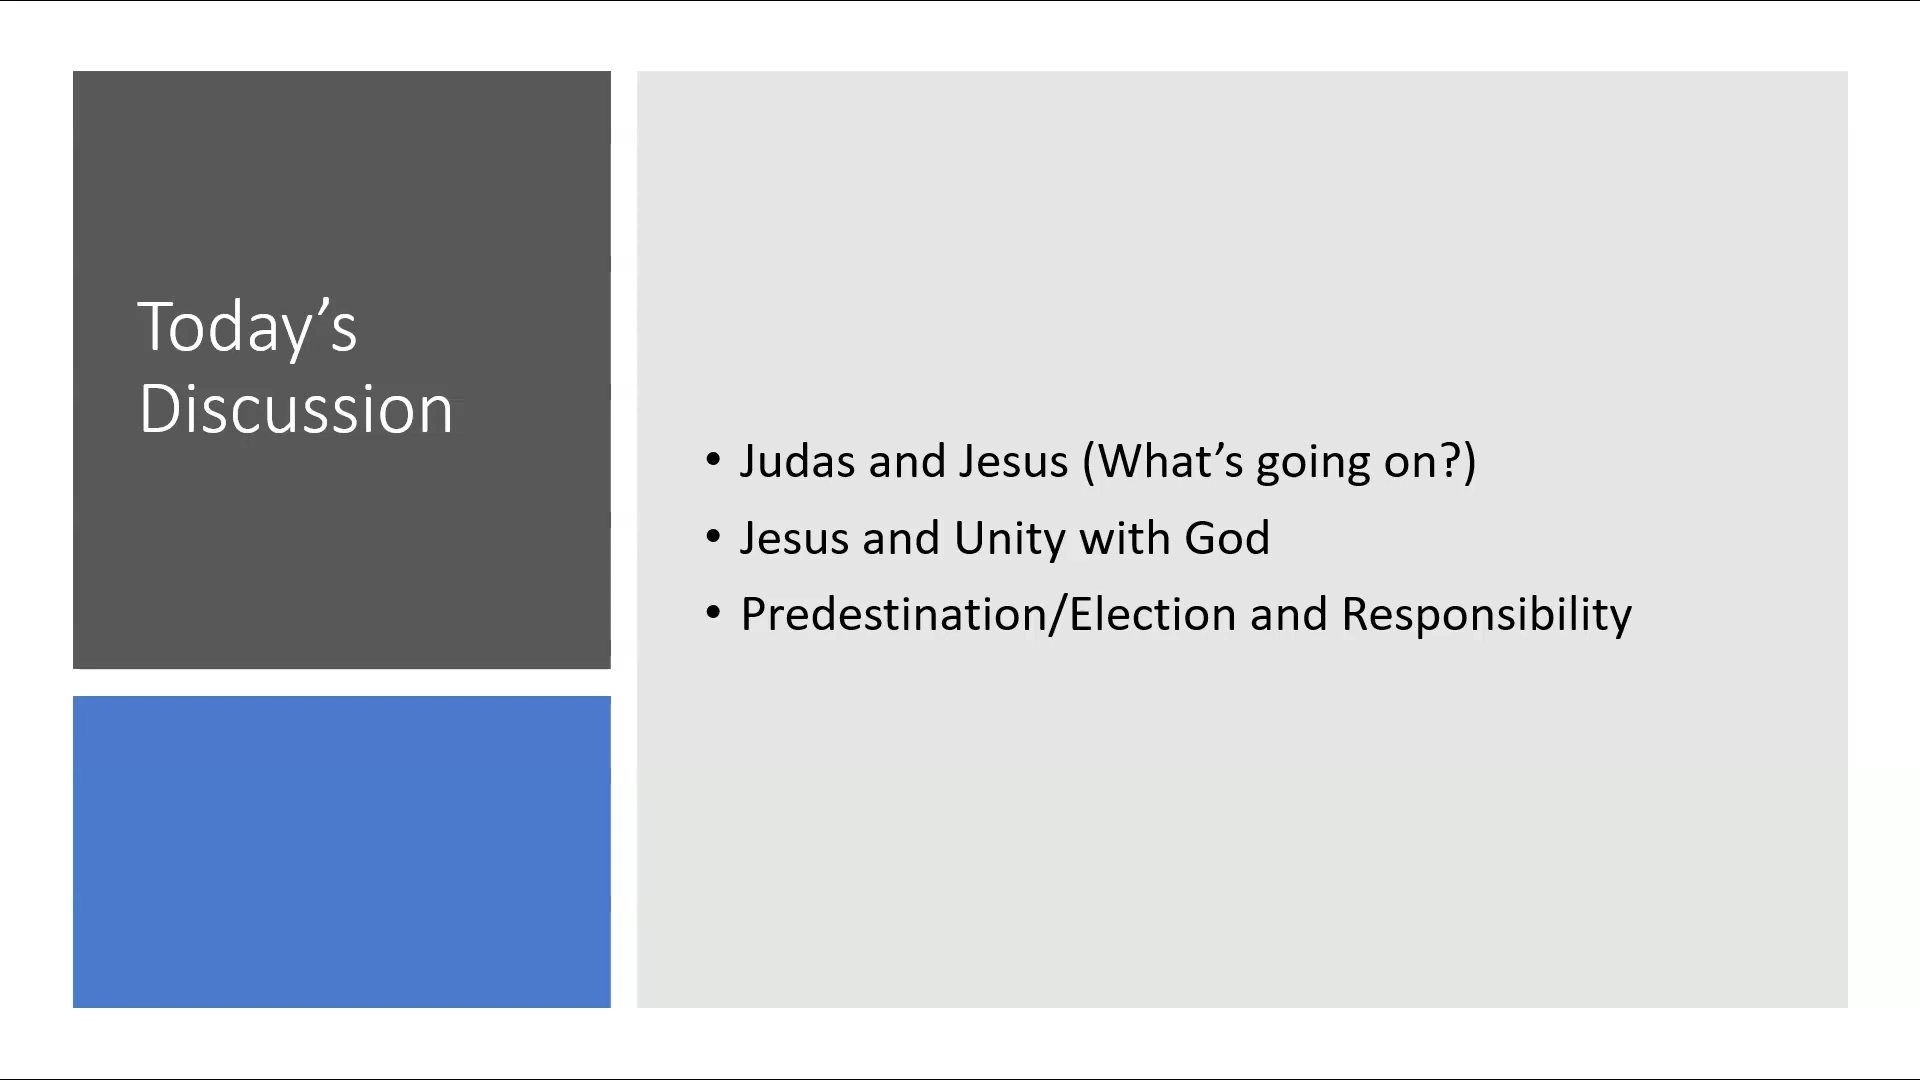 Today’s
Discussion
• Judas and Jesus (What’s going on?)
• Jesus and Unity with God
• Predestination/Election and Responsibility